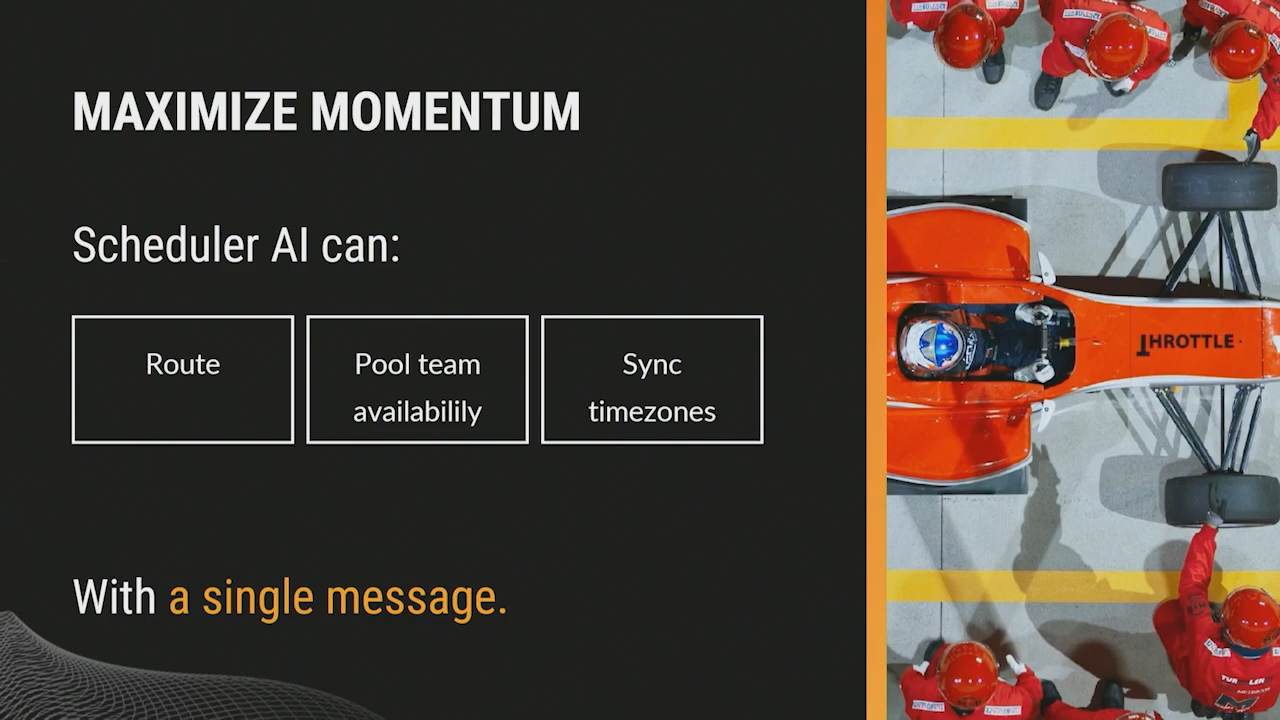 MAXIMIZE MOMENTUM
Scheduler AI can:
Route
Pool team
availabilily
Sync
timezones
With a single message.
THROTTLE